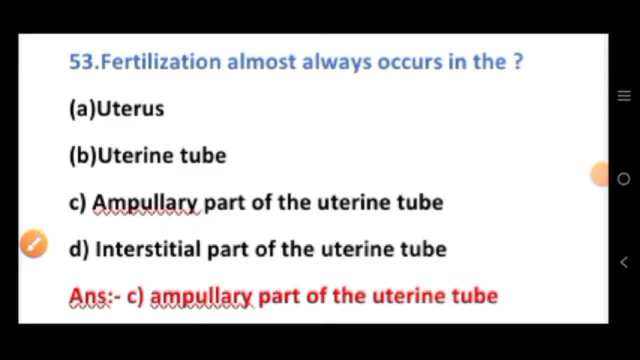 53.Fertilization almost always occurs in the ?
(a)Uterus
(b)Uterine tube
c) Ampullary part of the uterine tube
d) Interstitial part of the uterine tube
Ans:- c) ampullary part of the uterine tube